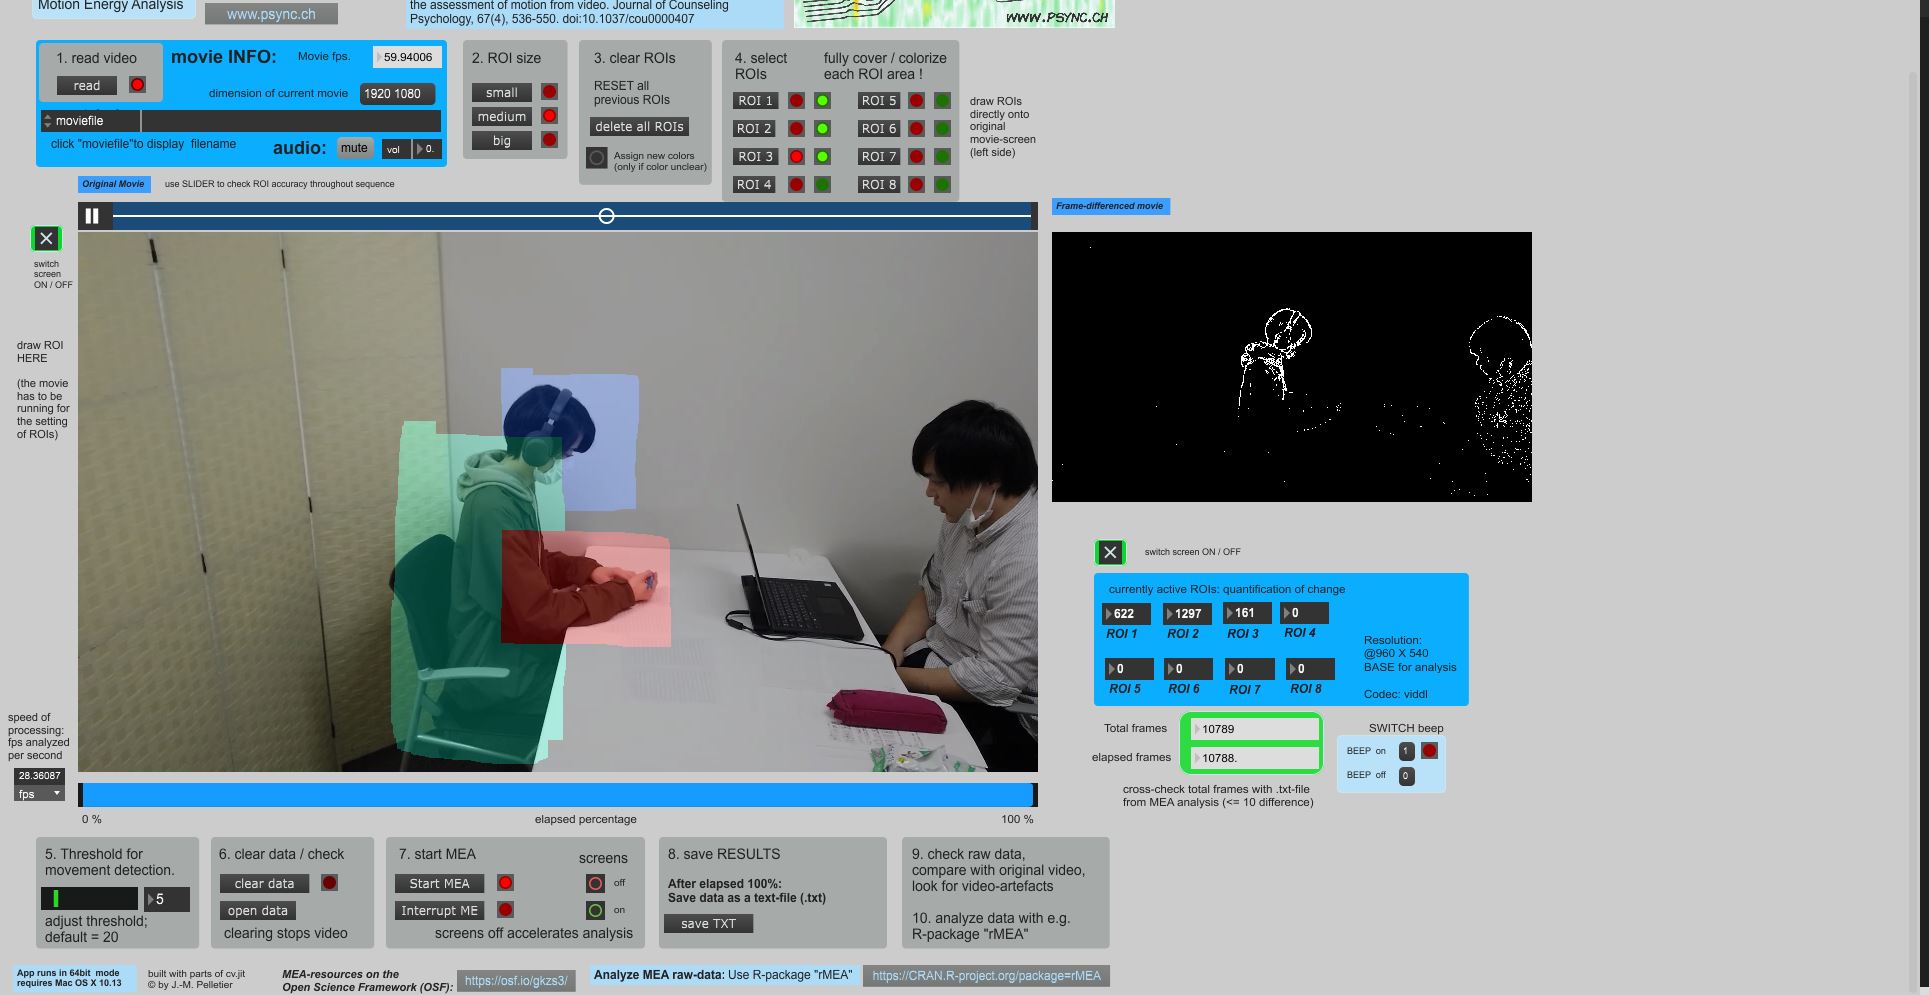 Motion Energy Analysis
www.psync.ch
the assessment of motion from video. Journal of Counseling
Psychology, 67(4), 536-550. doi:10.1037/cou0000407
WWW.PSYNC.CH
1. read video
read
movie INFO:
Movie fps.
59.94006
dimension of current movie
1920 1080
moviefile
click "moviefile"to display filename
audio:
mute
vol
0.
2. ROI size
small
medium
big
3. clear ROIs
RESET all
previous ROIs
delete all ROIs
Assign new colors
(only if color unclear)
4. select
ROIs
fully cover / colorize
each ROI area !
ROI 1
ROI 5
ROI 2
ROI 6
ROI 3
ROI 7
ROI 4
ROI 8
draw ROIs
directly onto
original
movie-screen
(left side)
Original Movie
use SLIDER to check ROI accuracy throughout sequence
Frame-differenced movie
switch
screen
ON / OFF
draw ROI
HERE
(the movie
has to be
running for
the setting
of ROIs)
switch screen ON / OFF
currently active ROIs: quantification of change
622
1297
161
0
ROI 1
ROI 2
ROI 3
ROI 4
0
0
0
0
ROI 5
ROI 6
ROI 7
ROI 8
Resolution:
@960 X 540
BASE for analysis
Codec: viddl
Total frames
10789
elapsed frames
10788.
cross-check total frames with .txt-file
from MEA analysis (<= 10 difference)
SWITCH beep
BEEP on
1
BEEP off
0
speed of
processing:
fps analyzed
per second
28.36087
fps
0 %
elapsed percentage
100 %
5. Threshold for
movement detection.
5
adjust threshold;
default = 20
6. clear data / check
clear data
open data
clearing stops video
7. start MEA
screens
Start MEA
off
Interrupt ME
on
screens off accelerates analysis
8. save RESULTS
After elapsed 100%:
Save data as a text-file (.txt)
save TXT
9. check raw data,
compare with original video,
look for video-artefacts
10. analyze data with e.g.
R-package "rMEA"
App runs in 64bit mode
requires Mac OS X 10.13
built with parts of cv.jit
© by J.-M. Pelletier
MEA-resources on the
Open Science Framework (OSF):
https://osf.io/gkzs3/
Analyze MEA raw-data: Use R-package "rMEA"
https://CRAN.R-project.org/package=rMEA